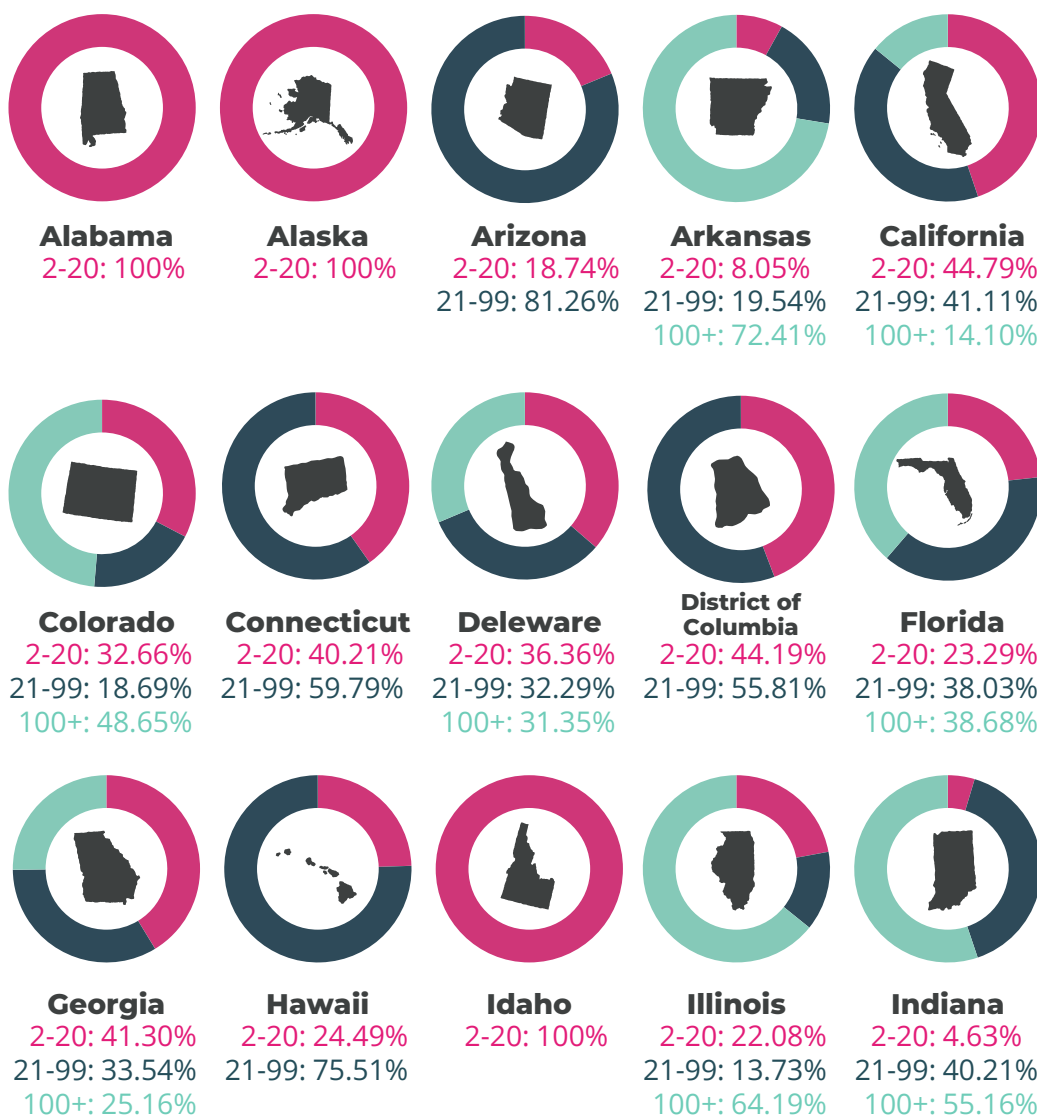 Alabama
2-20: 100%
Alaska
2-20: 100%
Arizona
2-20: 18.74%
21-99: 81.26%
Arkansas
2-20: 8.05%
21-99: 19.54%
100+: 72.41%
California
2-20: 44.79%
21-99: 41.11%
100+: 14.10%
Colorado
2-20: 32.66%
21-99: 18.69%
100+: 48.65%
Connecticut
2-20: 40.21%
21-99: 59.79%
Deleware
2-20: 36.36%
21-99: 32.29%
100+: 31.35%
District of
Columbia
2-20: 44.19%
21-99: 55.81%
Florida
2-20: 23.29%
21-99: 38.03%
100+: 38.68%
Georgia
2-20: 41.30%
21-99: 33.54%
100+: 25.16%
Hawaii
2-20: 24.49%
21-99: 75.51%
Idaho
2-20: 100%
Illinois
2-20: 22.08%
21-99: 13.73%
100+: 64.19%
Indiana
2-20: 4.63%
21-99: 40.21%
100+: 55.16%